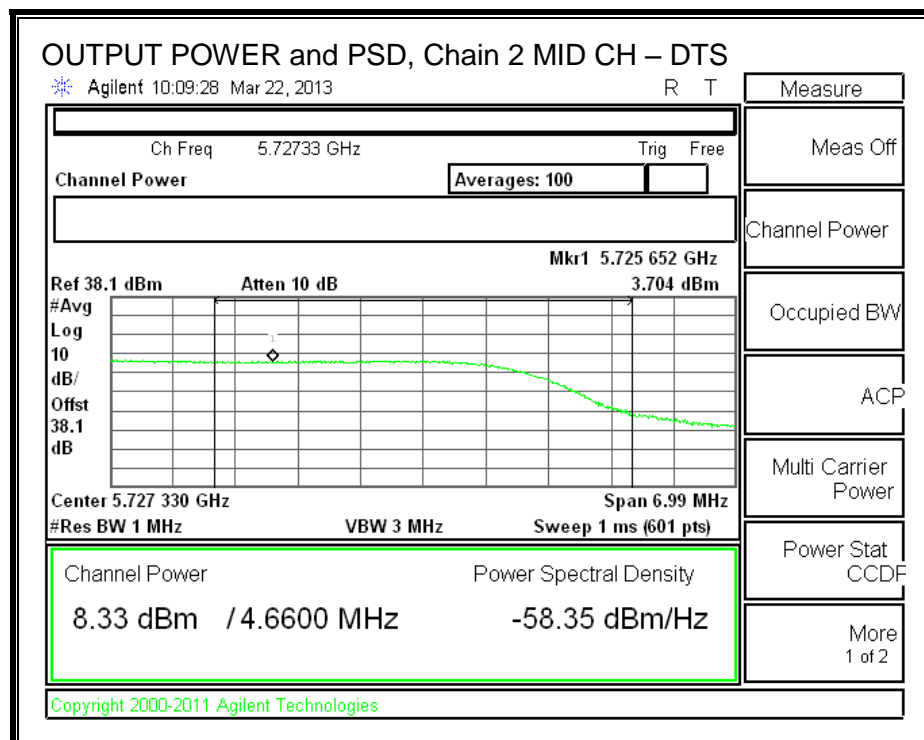 OUTPUT POWER and PSD, Chain 2 MID CH – DTS
Agilent 10:09:28 Mar 22, 2013 R T
Measure
Ch Freq 5.72733 GHz Trig Free
Meas Off
Channel Power Averages: 100
Channel Power
Mkr1 5.725 652 GHz
Ref 38.1 dBm Atten 10 dB 3.704 dBm
#Avg
Log
10
dB/
Offst
38.1
dB
1
Occupied BW
ACP
Multi Carrier
Power
Center 5.727 330 GHz Span 6.99 MHz
#Res BW 1 MHz VBW 3 MHz Sweep 1 ms (601 pts)
Power Stat
CCDF
Channel Power Power Spectral Density
8.33 dBm / 4.6600 MHz -58.35 dBm/Hz
More
1 of 2
Copyright 2000-2011 Agilent Technologies